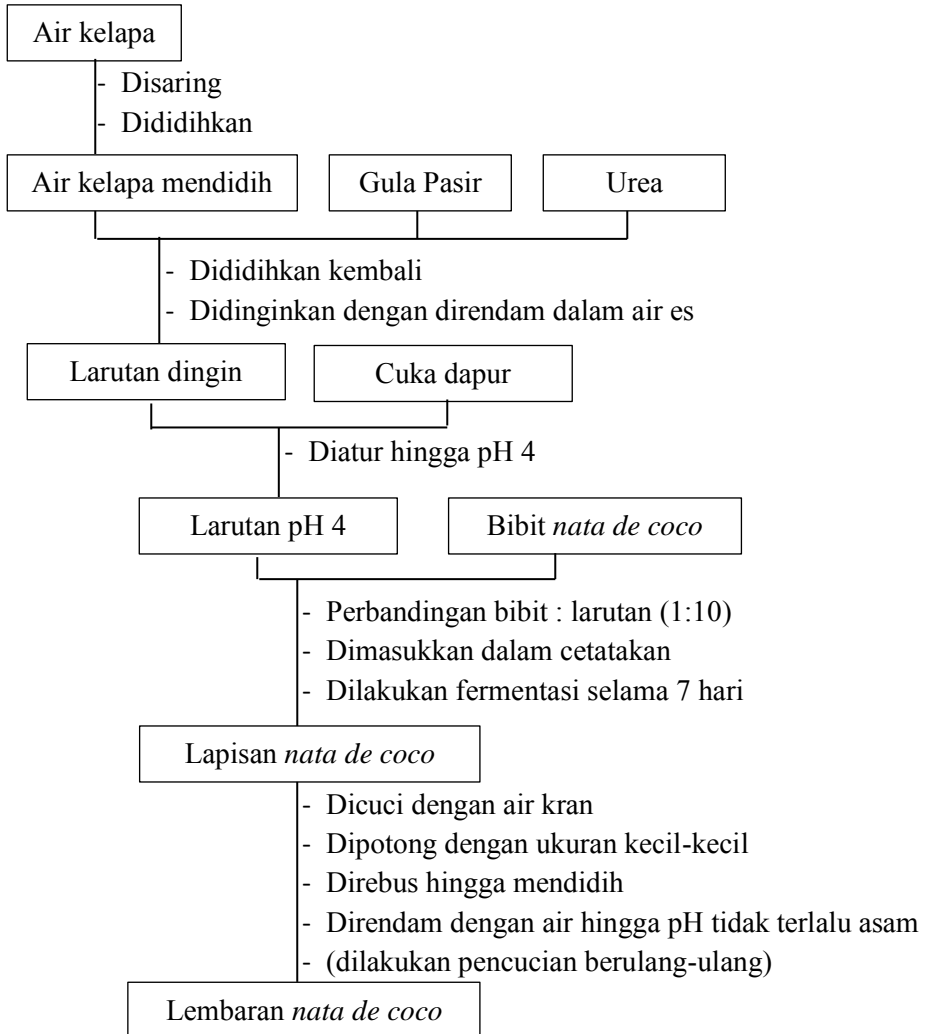 Air kelapa
- Disaring
- Dididihkan
Air kelapa mendidih
Gula Pasir
Urea
- Dididihkan kembali
- Didinginkan dengan direndam dalam air es
Larutan dingin
Cuka dapur
- Diatur hingga pH 4
Larutan pH 4
Bibit nata de coco
- Perbandingan bibit : larutan (1:10)
- Dimasukkan dalam cetatakan
- Dilakukan fermentasi selama 7 hari
Lapisan nata de coco
- Dicuci dengan air kran
- Dipotong dengan ukuran kecil-kecil
- Direbus hingga mendidih
- Direndam dengan air hingga pH tidak terlalu asam
- (dilakukan pencucian berulang-ulang)
Lembaran nata de coco